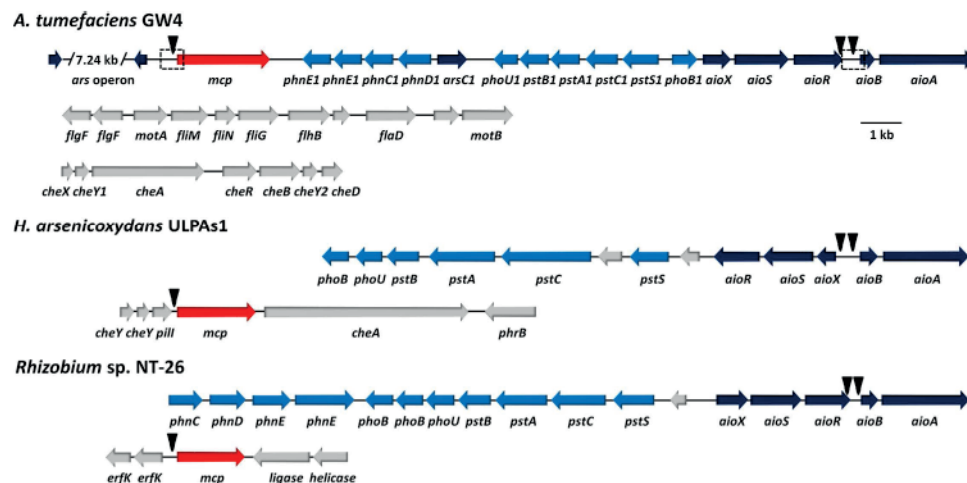 A. tumefaciens GW4
7.24 kb
ars operon mcp phnE1 phnE1 phnC1 phnD1 arsC1 phoU1 pstB1 pstA1 pstC1 pstS1 phoB1 aioX aioS aioR aioB aioA
flgF flgF motA fliM fliN fliG flhB flaD motB
1 kb
cheX cheY1 cheA cheR cheB cheY2 cheD
H. arsenicoxydans ULPAs1
phoB phoU pstB pstA pstC pstS aioR aioS aioX aioB aioA
cheY cheY pilI mcp cheA phrB
Rhizobium sp. NT-26
phnC phnD phnE phnE phoB phoB phoU pstB pstA pstC pstS aioX aioS aioR aioB aioA
erfK erfK mcp ligase helicase